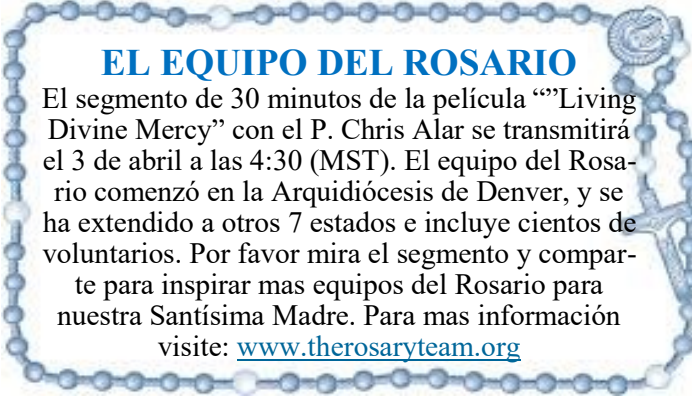 EL EQUIPO DEL ROSARIO
El segmento de 30 minutos de la película “”Living
Divine Mercy” con el P. Chris Alar se transmitirá
el 3 de abril a las 4:30 (MST). El equipo del Rosa-
rio comenzó en la Arquidiócesis de Denver, y se
ha extendido a otros 7 estados e incluye cientos de
voluntarios. Por favor mira el segmento y compar-
te para inspirar mas equipos del Rosario para
nuestra Santísima Madre. Para mas información
visite: www.therosaryteam.org